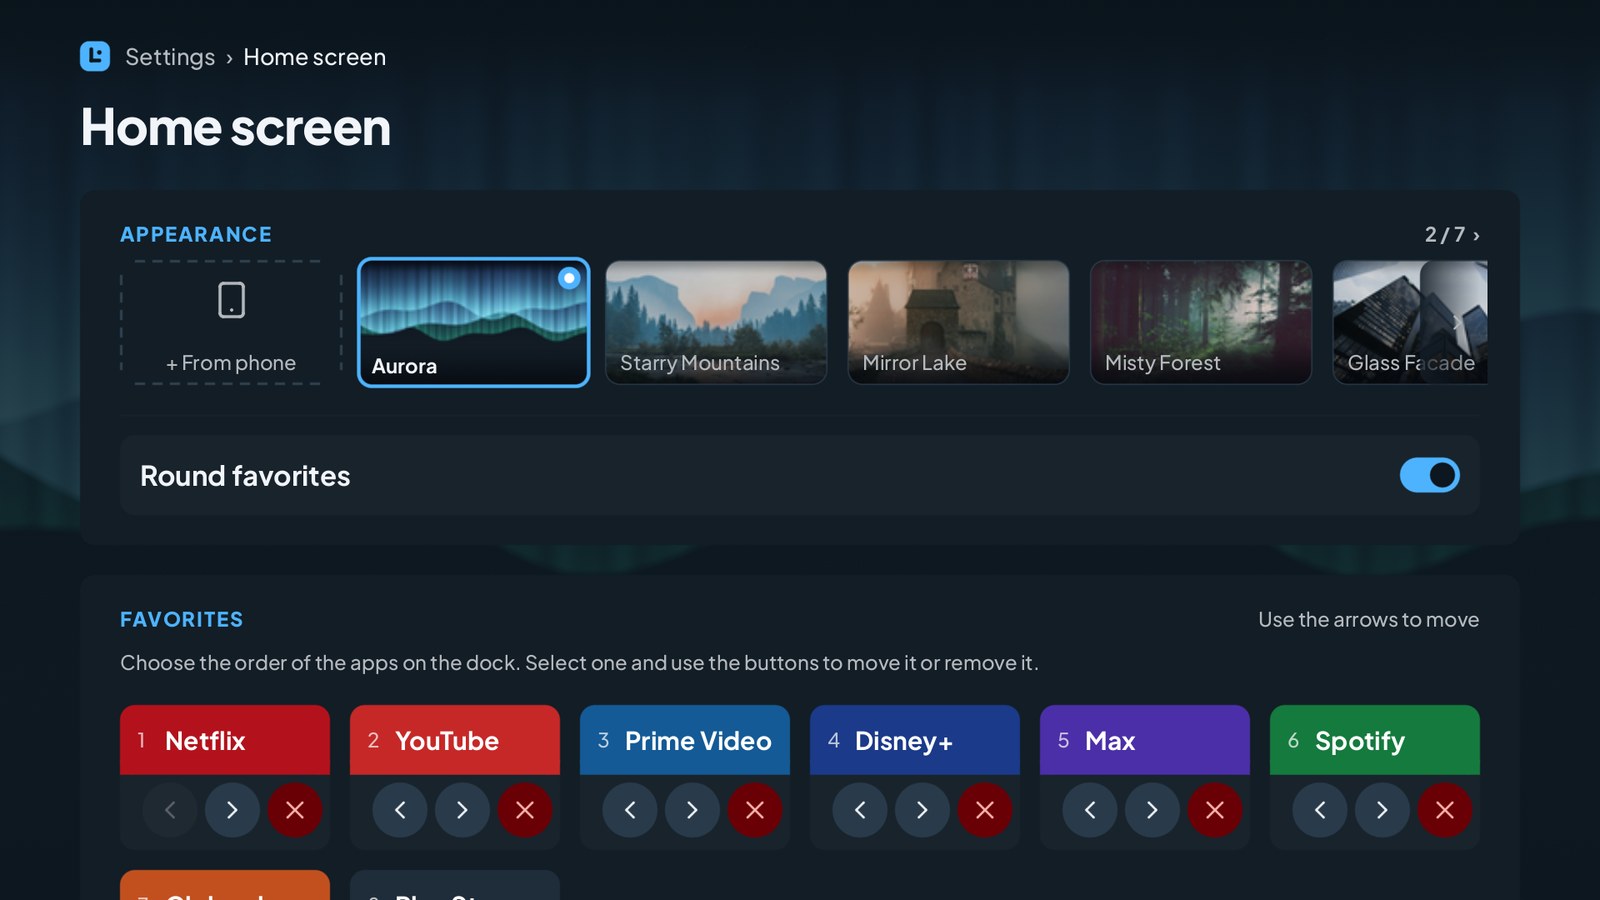 Settings › Home screen
Home screen
APPEARANCE
2 / 7 ›
+ From phone
Aurora
Starry Mountains
Mirror Lake
Misty Forest
Glass Facade
Round favorites
FAVORITES
Use the arrows to move
Choose the order of the apps on the dock. Select one and use the buttons to move it or remove it.
1 Netflix
2 YouTube
3 Prime Video
4 Disney+
5 Max
6 Spotify